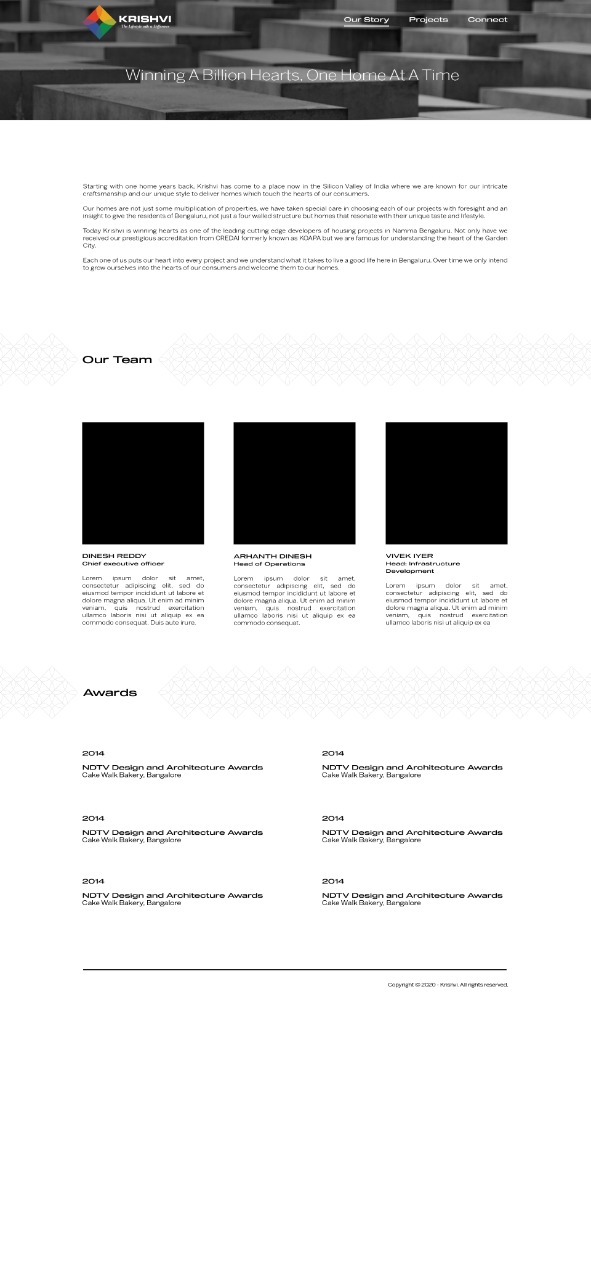 KRISHVI
The Lifestyle with a Difference
Our Story Projects Connect
Winning A Billion Hearts, One Home At A Time
Starting with one home years back, Krishvi has come to a place now in the Silicon Valley of India where we are known for our intricate
craftsmanship and our unique style to deliver homes which touch the hearts of our consumers.
Our homes are not just some multiplication of properties, we have taken special care in choosing each of our projects with foresight and an
insight to give the residents of Bengaluru, not just a four walled structure but homes that resonate with their unique taste and lifestyle.
Today Krishvi is winning hearts as one of the leading cutting edge developers of housing projects in Namma Bengaluru. Not only have we
received our prestigious accreditation from CREDAI formerly known as KOAPA but we are famous for understanding the heart of the Garden
City.
Each one of us puts our heart into every project and we understand what it takes to live a good life here in Bengaluru. Over time we only intend
to grow ourselves into the hearts of our consumers and welcome them to our homes.
Our Team
DINESH REDDY
Chief executive officer
Lorem ipsum dolor sit amet,
consectetur adipiscing elit, sed do
eiusmod tempor incididunt ut labore et
dolore magna aliqua. Ut enim ad minim
veniam, quis nostrud exercitation
ullamco laboris nisi ut aliquip ex ea
commodo consequat. Duis aute irure.
ARHANTH DINESH
Head of Operations
Lorem ipsum dolor sit amet,
consectetur adipiscing elit, sed do
eiusmod tempor incididunt ut labore et
dolore magna aliqua. Ut enim ad minim
veniam, quis nostrud exercitation
ullamco laboris nisi ut aliquip ex ea
commodo consequat.
VIVEK IYER
Head: Infrastructure
Development
Lorem ipsum dolor sit amet,
consectetur adipiscing elit, sed do
eiusmod tempor incididunt ut labore et
dolore magna aliqua. Ut enim ad minim
veniam, quis nostrud exercitation
ullamco laboris nisi ut aliquip ex ea
Awards
2014
NDTV Design and Architecture Awards
Cake Walk Bakery, Bangalore
2014
NDTV Design and Architecture Awards
Cake Walk Bakery, Bangalore
2014
NDTV Design and Architecture Awards
Cake Walk Bakery, Bangalore
2014
NDTV Design and Architecture Awards
Cake Walk Bakery, Bangalore
2014
NDTV Design and Architecture Awards
Cake Walk Bakery, Bangalore
2014
NDTV Design and Architecture Awards
Cake Walk Bakery, Bangalore
Copyright © 2020 - Krishvi. All rights reserved.